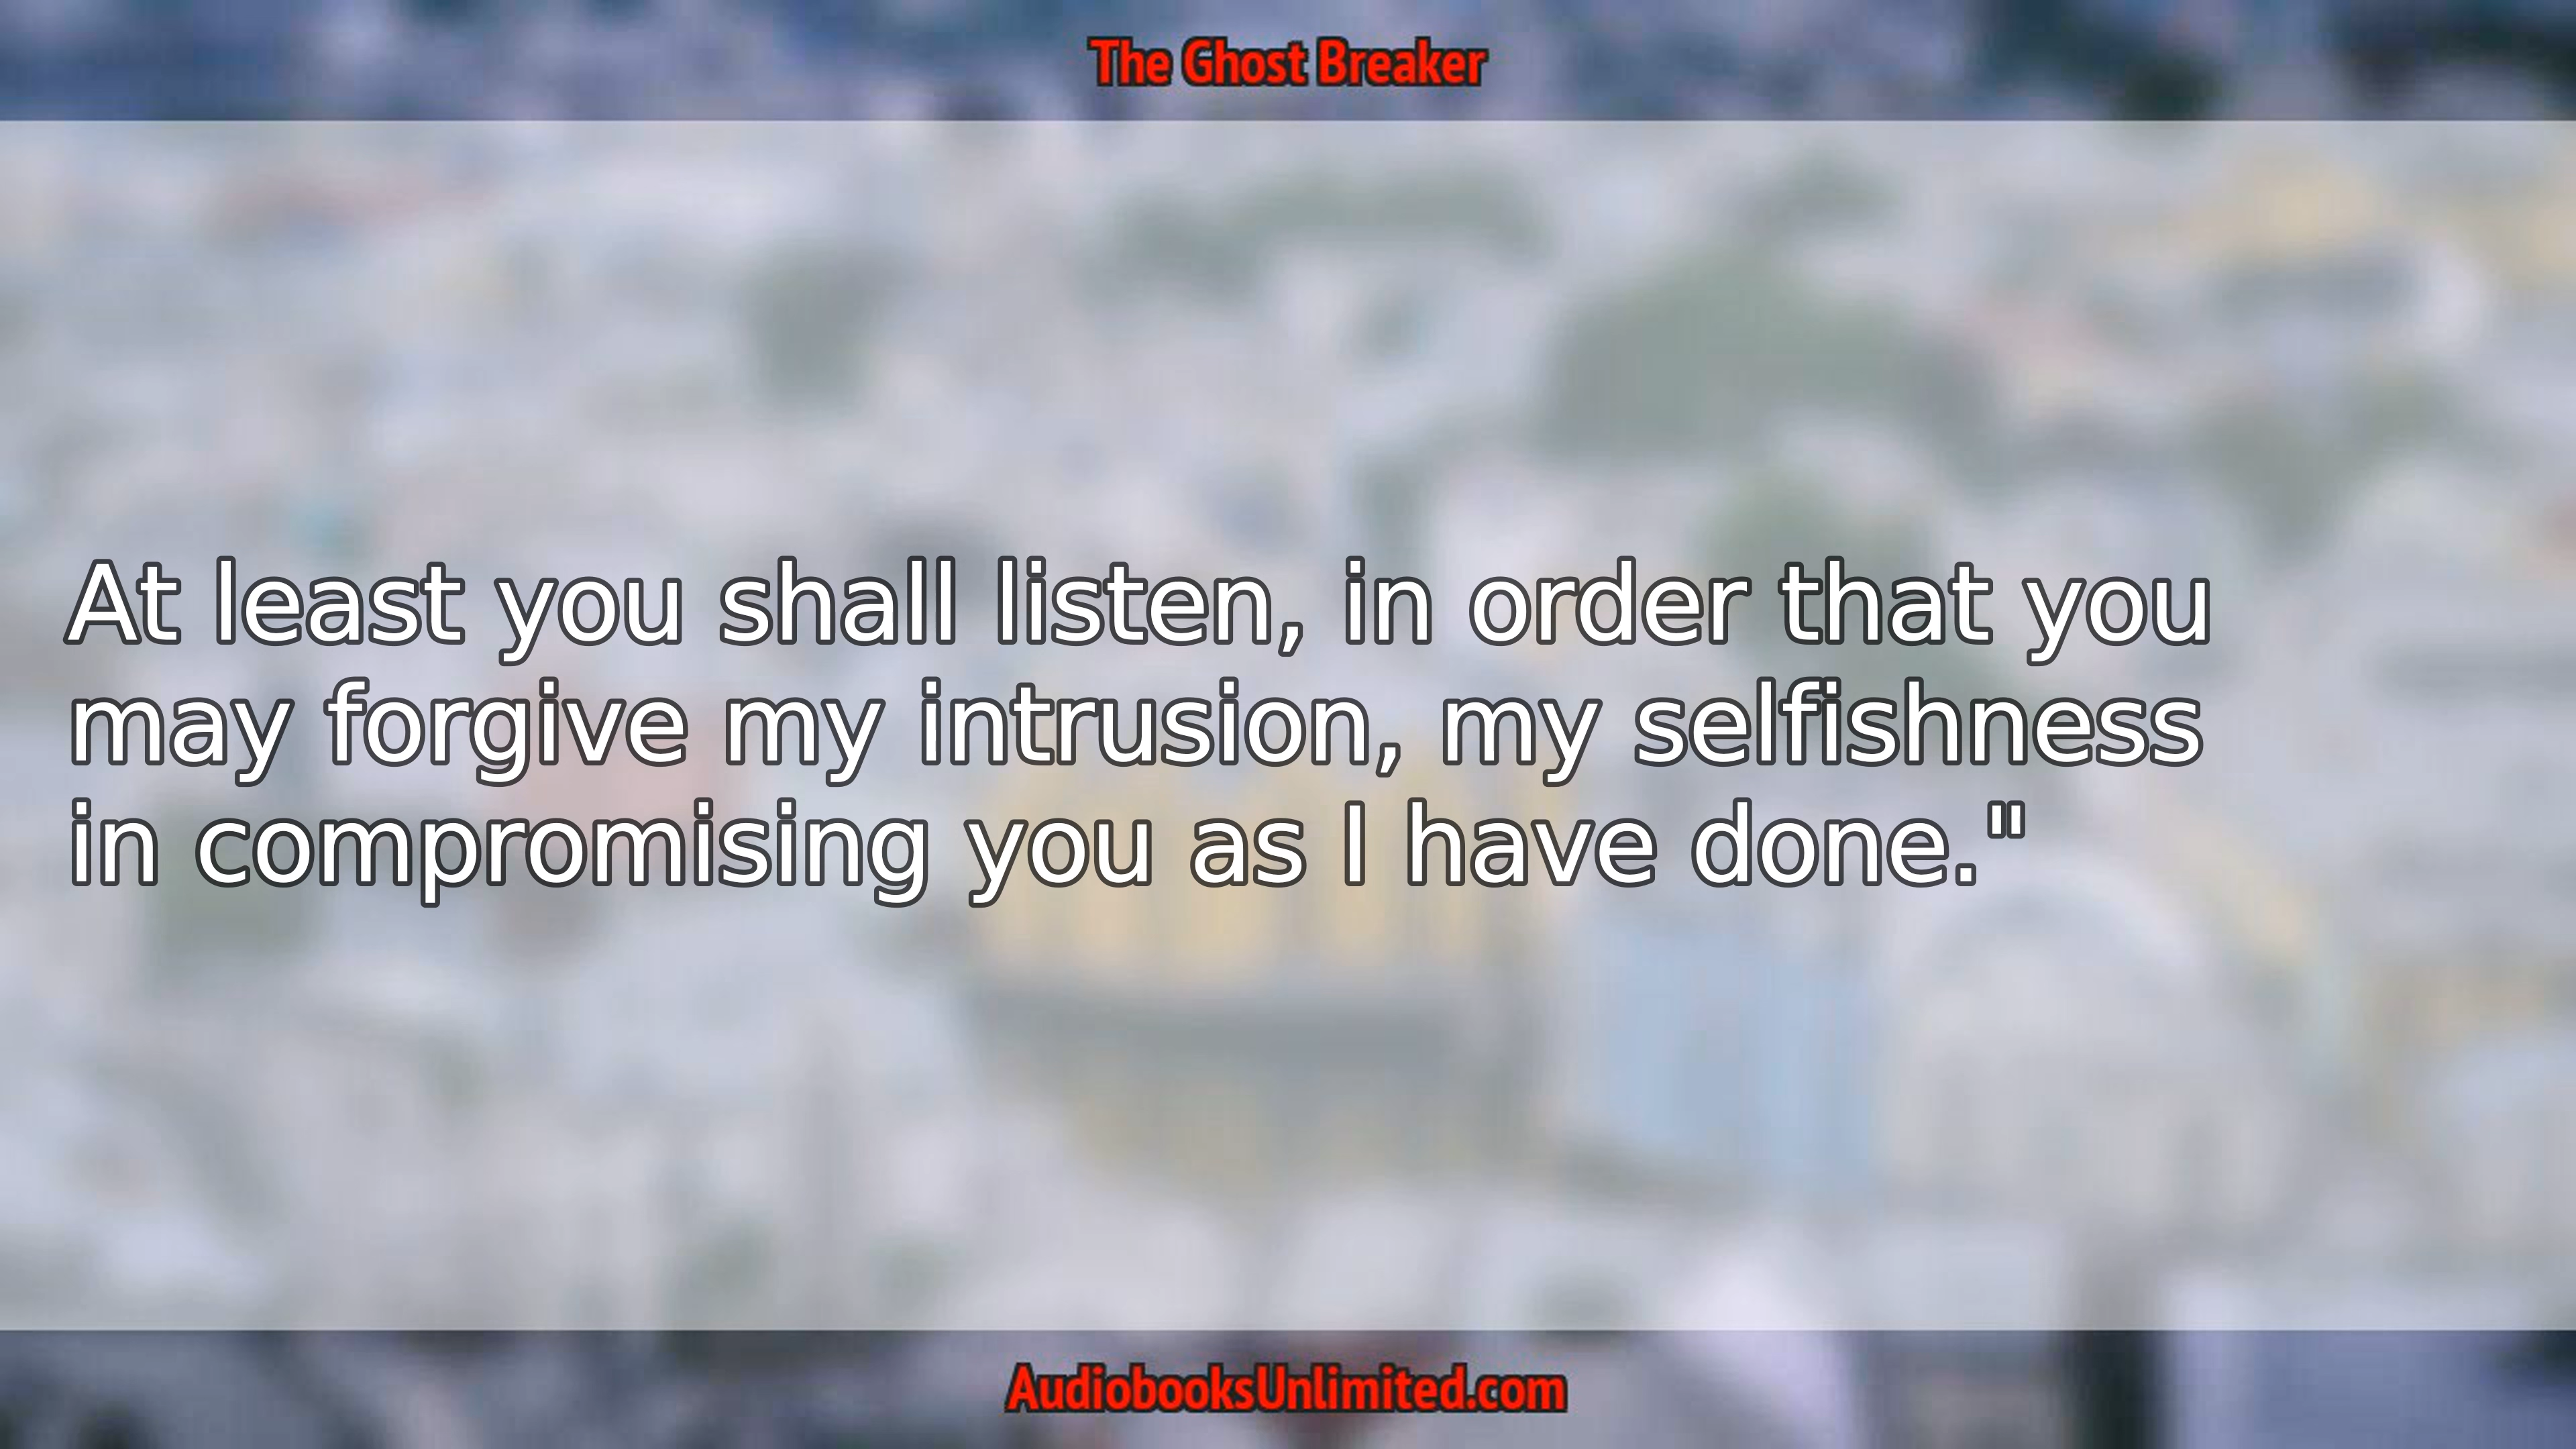 The Ghost Breaker
At least you shall listen, in order that you
may forgive my intrusion, my selfishness
in compromising you as I have done."
AudiobooksUnlimited.com